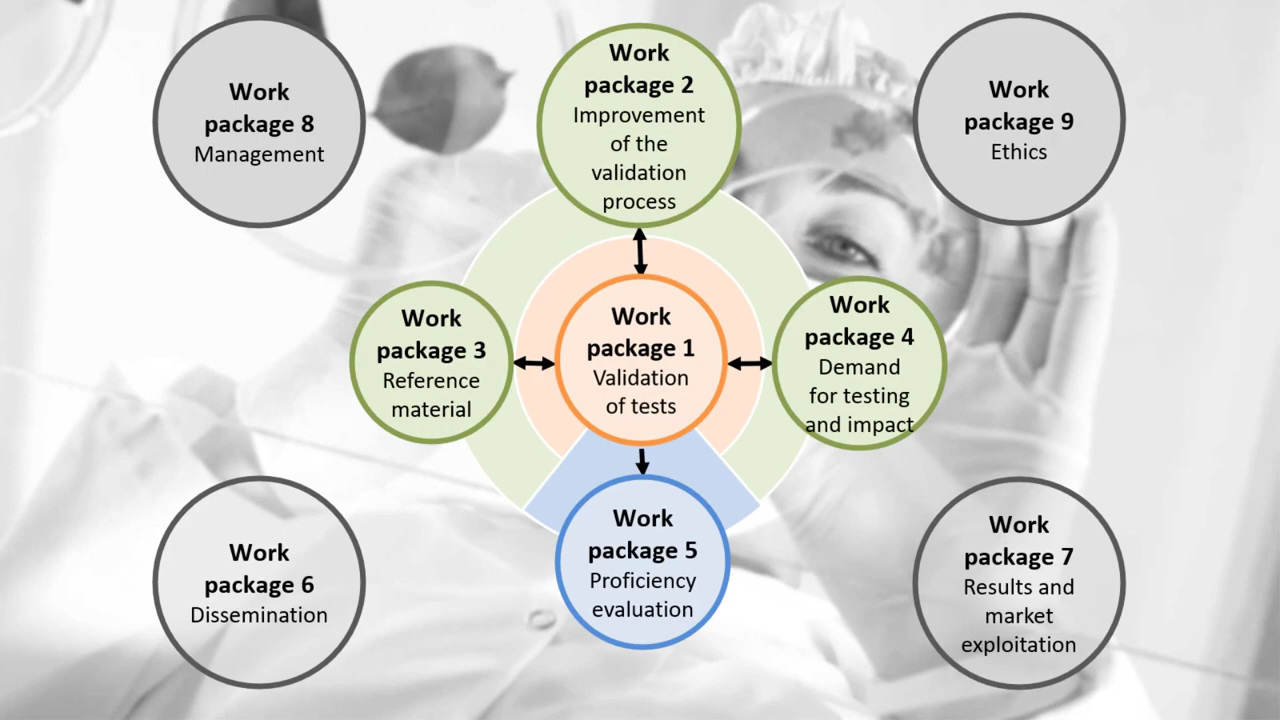 Work
package 8
Management
Work
package 2
Improvement
of the
validation
process
Work
package 9
Ethics
Work
package 3
Reference
material
Work
package 1
Validation
of tests
Work
package 4
Demand
for testing
and impact
Work
package 6
Dissemination
Work
package 5
Proficiency
evaluation
Work
package 7
Results and
market
exploitation